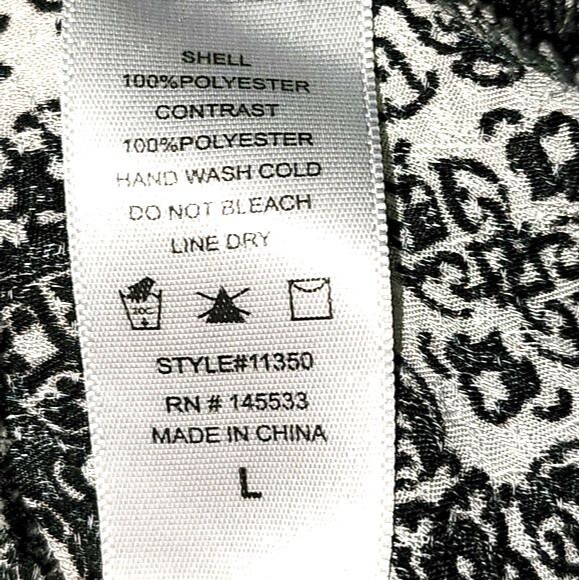 SHELL
100%POLYESTER
CONTRAST
100%POLYESTER
HAND WASH COLD
DO NOT BLEACH
LINE DRY
30C
STYLE#11350
RN # 145533
MADE IN CHINA
L